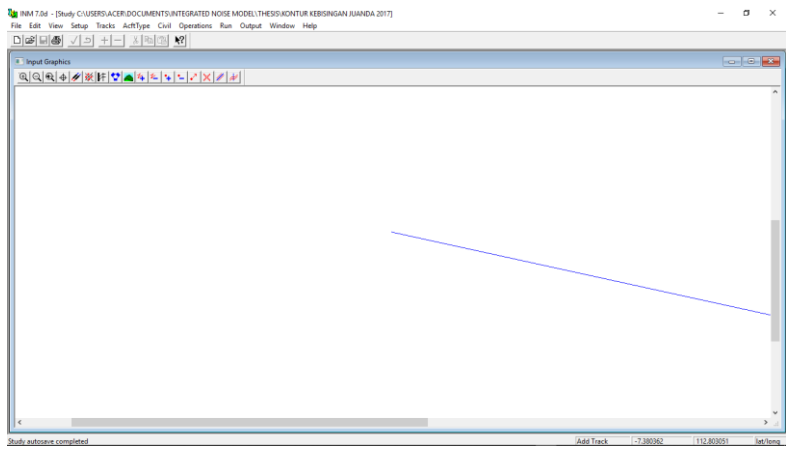 INM 7.0d - [Study C:\USERS\ACER\DOCUMENTS\INTEGRATED NOISE MODEL\THESIS\KONTUR KEBISINGAN JUANDA 2017]
File Edit View Setup Tracks AcftType Civil Operations Run Output Window Help
Input Graphics
Study autosave completed Add Track -7.380362 112.803051 lat/long